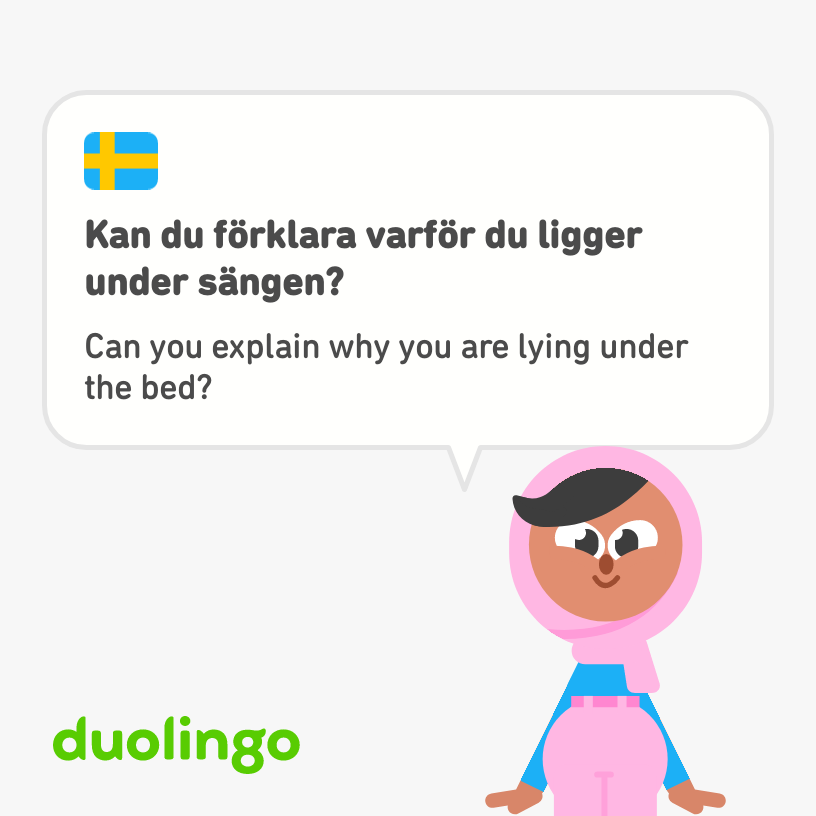 Kan du förklara varför du ligger
under sängen?
Can you explain why you are lying under
the bed?
duolingo